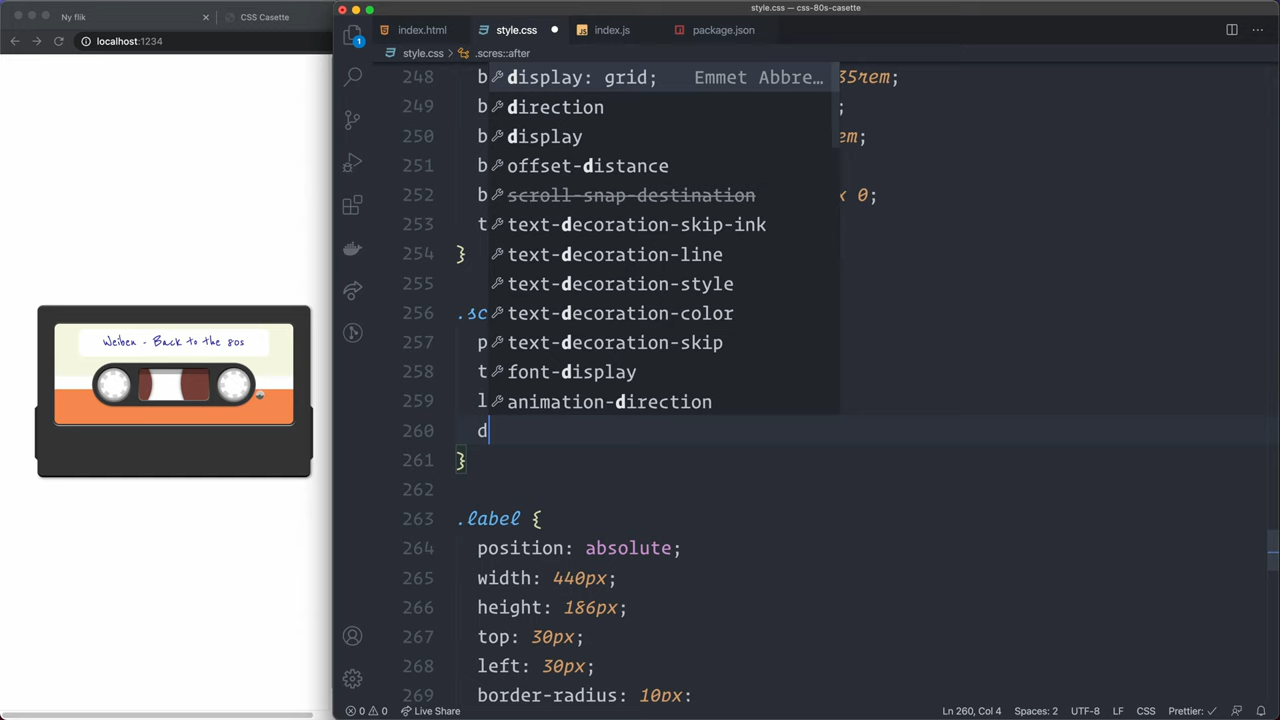 style.css — css-80s-casette
Ny flik
CSS Casette
index.html
style.css
index.js
package.json
localhost:1234
style.css
.scres::after
1
248
b
display: grid;
Emmet Abbre…
35rem;
249
b
direction
;
250
b
display
em;
offset-distance
251
b
scroll-snap-destination
x 0;
252
253
t
text-decoration-skip-ink
254
}
text-decoration-line
255
text-decoration-style
256
.sc
text-decoration-color
257
p
text-decoration-skip
258
t
font-display
259
l
animation-direction
260
d
261
}
262
263
.label {
264
position: absolute;
265
width: 440px;
266
height: 186px;
267
top: 30px;
268
left: 30px;
269
border-radius: 10px;
Weiben - Back to the 80s
0
0
Live Share
Ln 260, Col 4
Spaces: 2
UTF-8
LF
CSS
Prettier: ✓